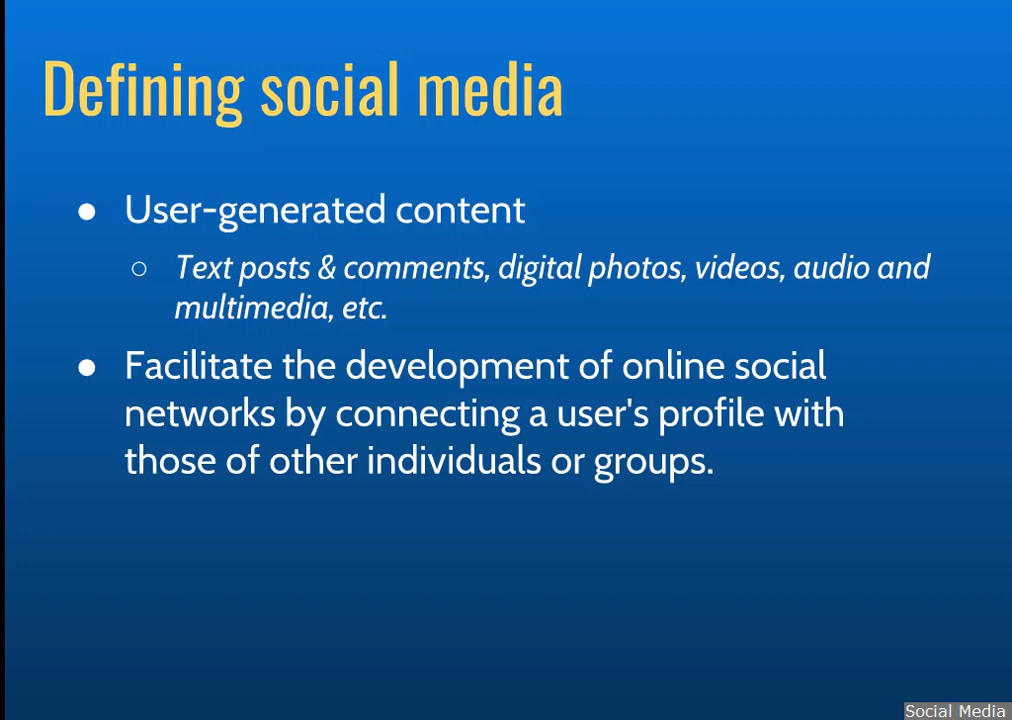 Defining social media
● User-generated content
○ Text posts & comments, digital photos, videos, audio and
multimedia, etc.
● Facilitate the development of online social
networks by connecting a user's profile with
those of other individuals or groups.
Social Media